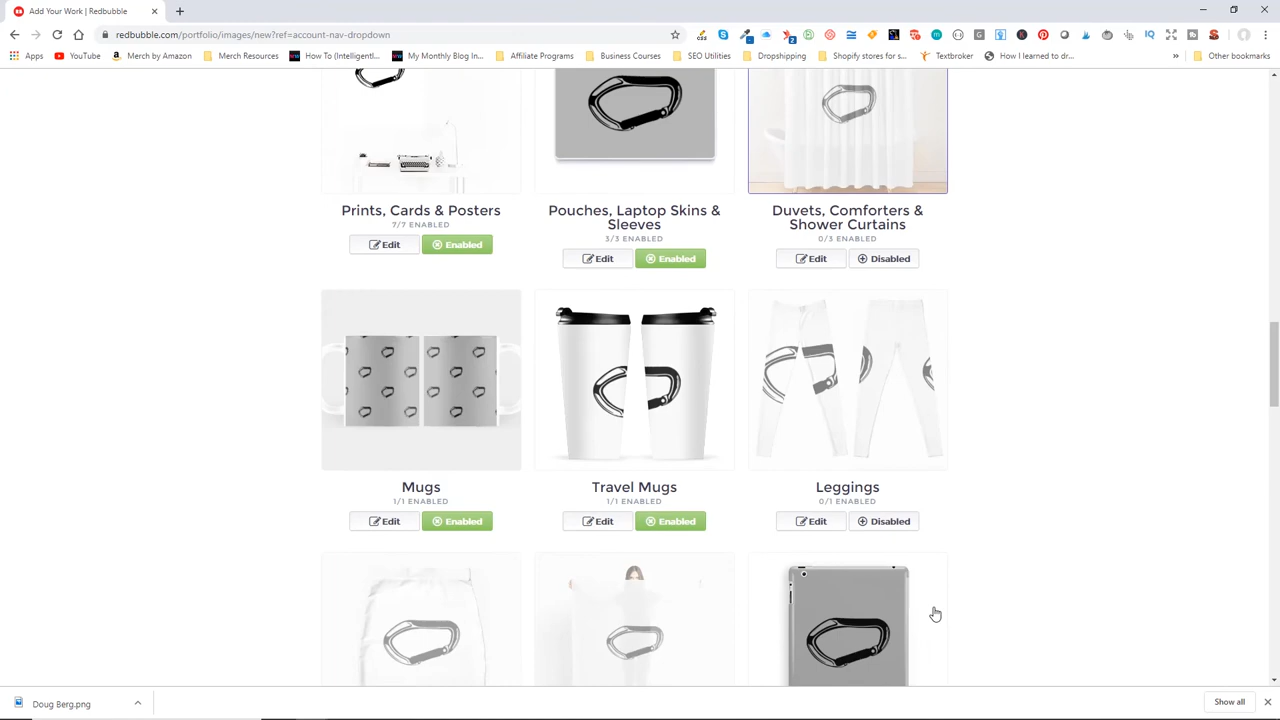 Add Your Work | Redbubble
redbubble.com/portfolio/images/new?ref=account-nav-dropdown
Apps YouTube Merch by Amazon Merch Resources How To (Intelligentl... My Monthly Blog In... Affiliate Programs Business Courses SEO Utilities Dropshipping Shopify stores for s... Textbroker How I learned to dr... » Other bookmarks
Prints, Cards & Posters
7/7 ENABLED
Edit Enabled
Pouches, Laptop Skins &
Sleeves
3/3 ENABLED
Edit Enabled
Duvets, Comforters &
Shower Curtains
0/3 ENABLED
Edit Disabled
Mugs
1/1 ENABLED
Edit Enabled
Travel Mugs
1/1 ENABLED
Edit Enabled
Leggings
0/1 ENABLED
Edit Disabled
Doug Berg.png
Show all